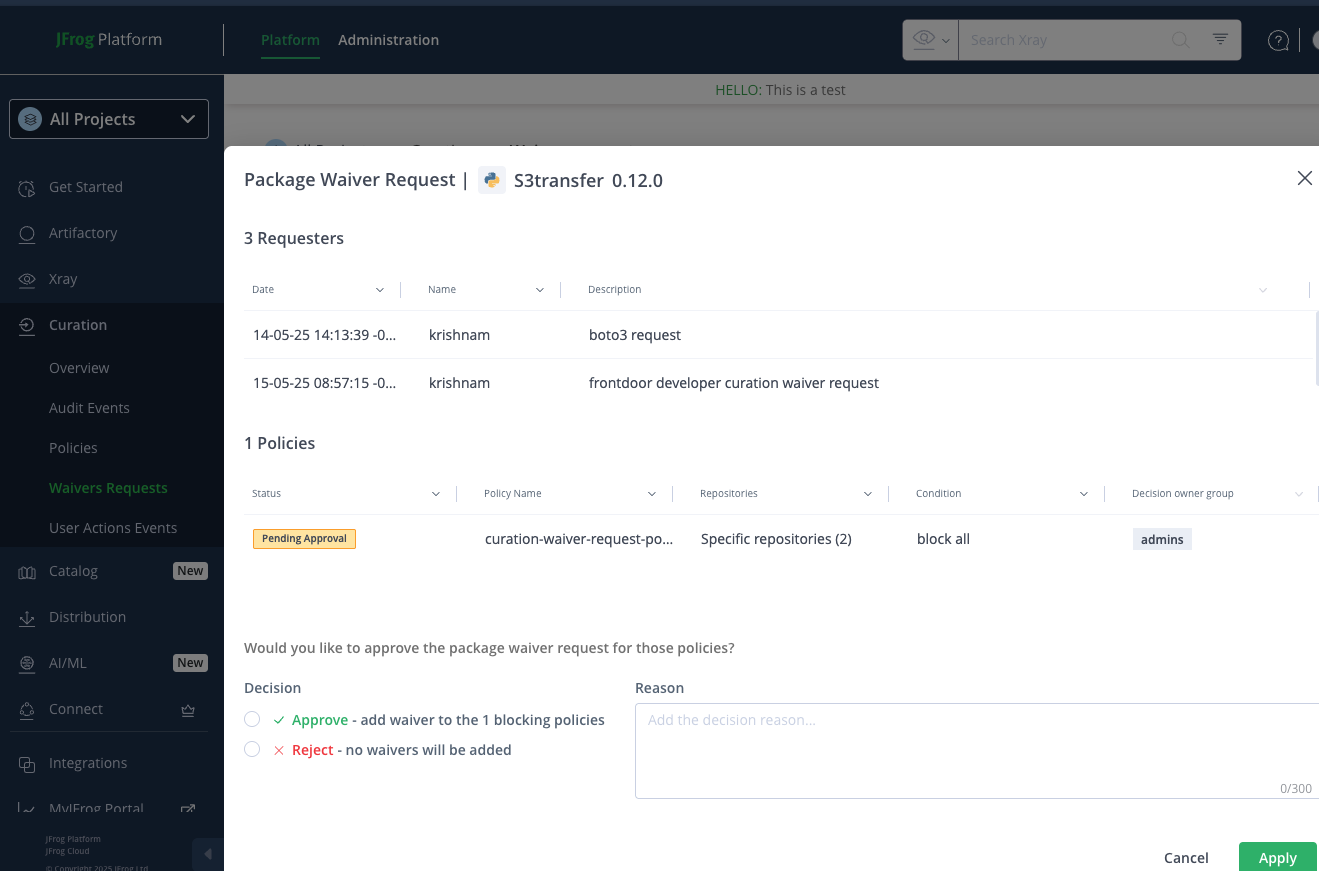 JFrog Platform
Platform Administration
Search Xray
HELLO: This is a test
All Projects
Get Started
Artifactory
Xray
Curation
Overview
Audit Events
Policies
Waivers Requests
User Actions Events
Catalog New
Distribution
AI/ML New
Connect
Integrations
MyJFrog Portal
JFrog Platform
JFrog Cloud
© Copyright 2025 JFrog Ltd
Package Waiver Request | S3transfer 0.12.0
3 Requesters
Date Name Description
14-05-25 14:13:39 -0... krishnam boto3 request
15-05-25 08:57:15 -0... krishnam frontdoor developer curation waiver request
1 Policies
Status Policy Name Repositories Condition Decision owner group
Pending Approval curation-waiver-request-po... Specific repositories (2) block all admins
Would you like to approve the package waiver request for those policies?
Decision
Approve - add waiver to the 1 blocking policies
Reject - no waivers will be added
Reason
Add the decision reason...
0/300
Cancel Apply